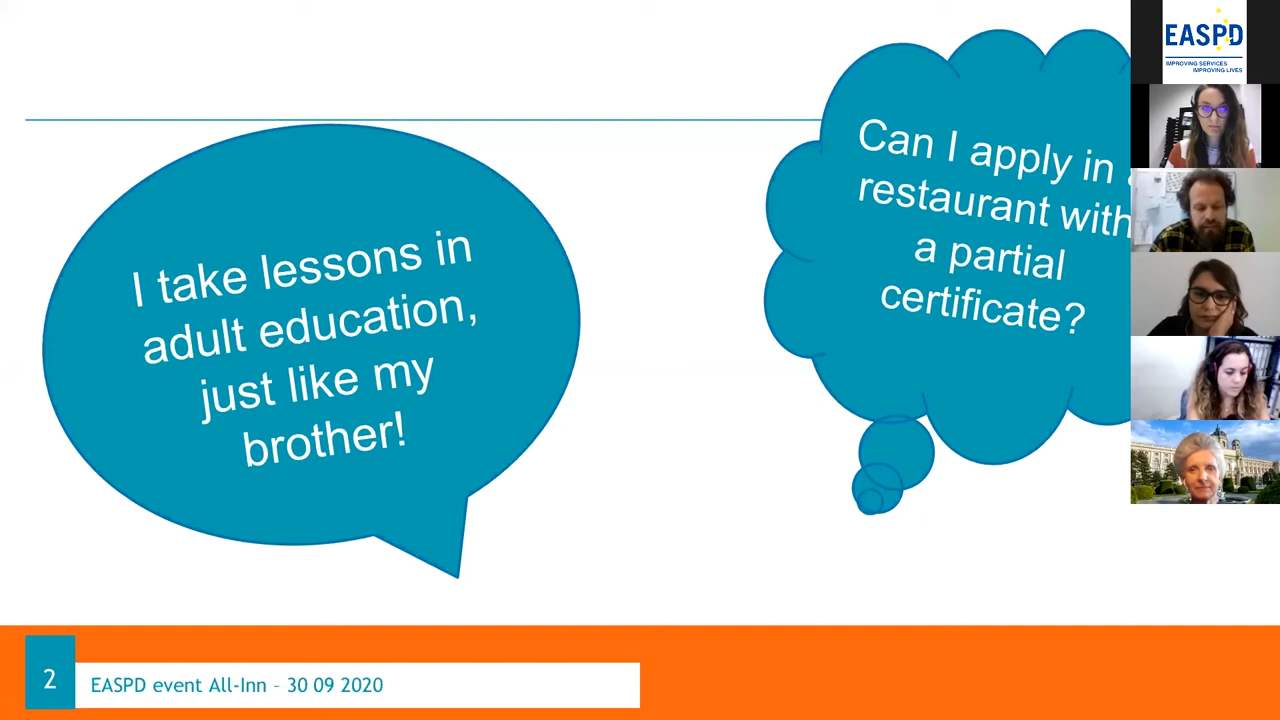 I take lessons in
adult education,
just like my
brother!
Can I apply in
restaurant with
a partial
certificate?
EASPD
IMPROVING SERVICES
IMPROVING LIVES
2
EASPD event All-Inn – 30 09 2020